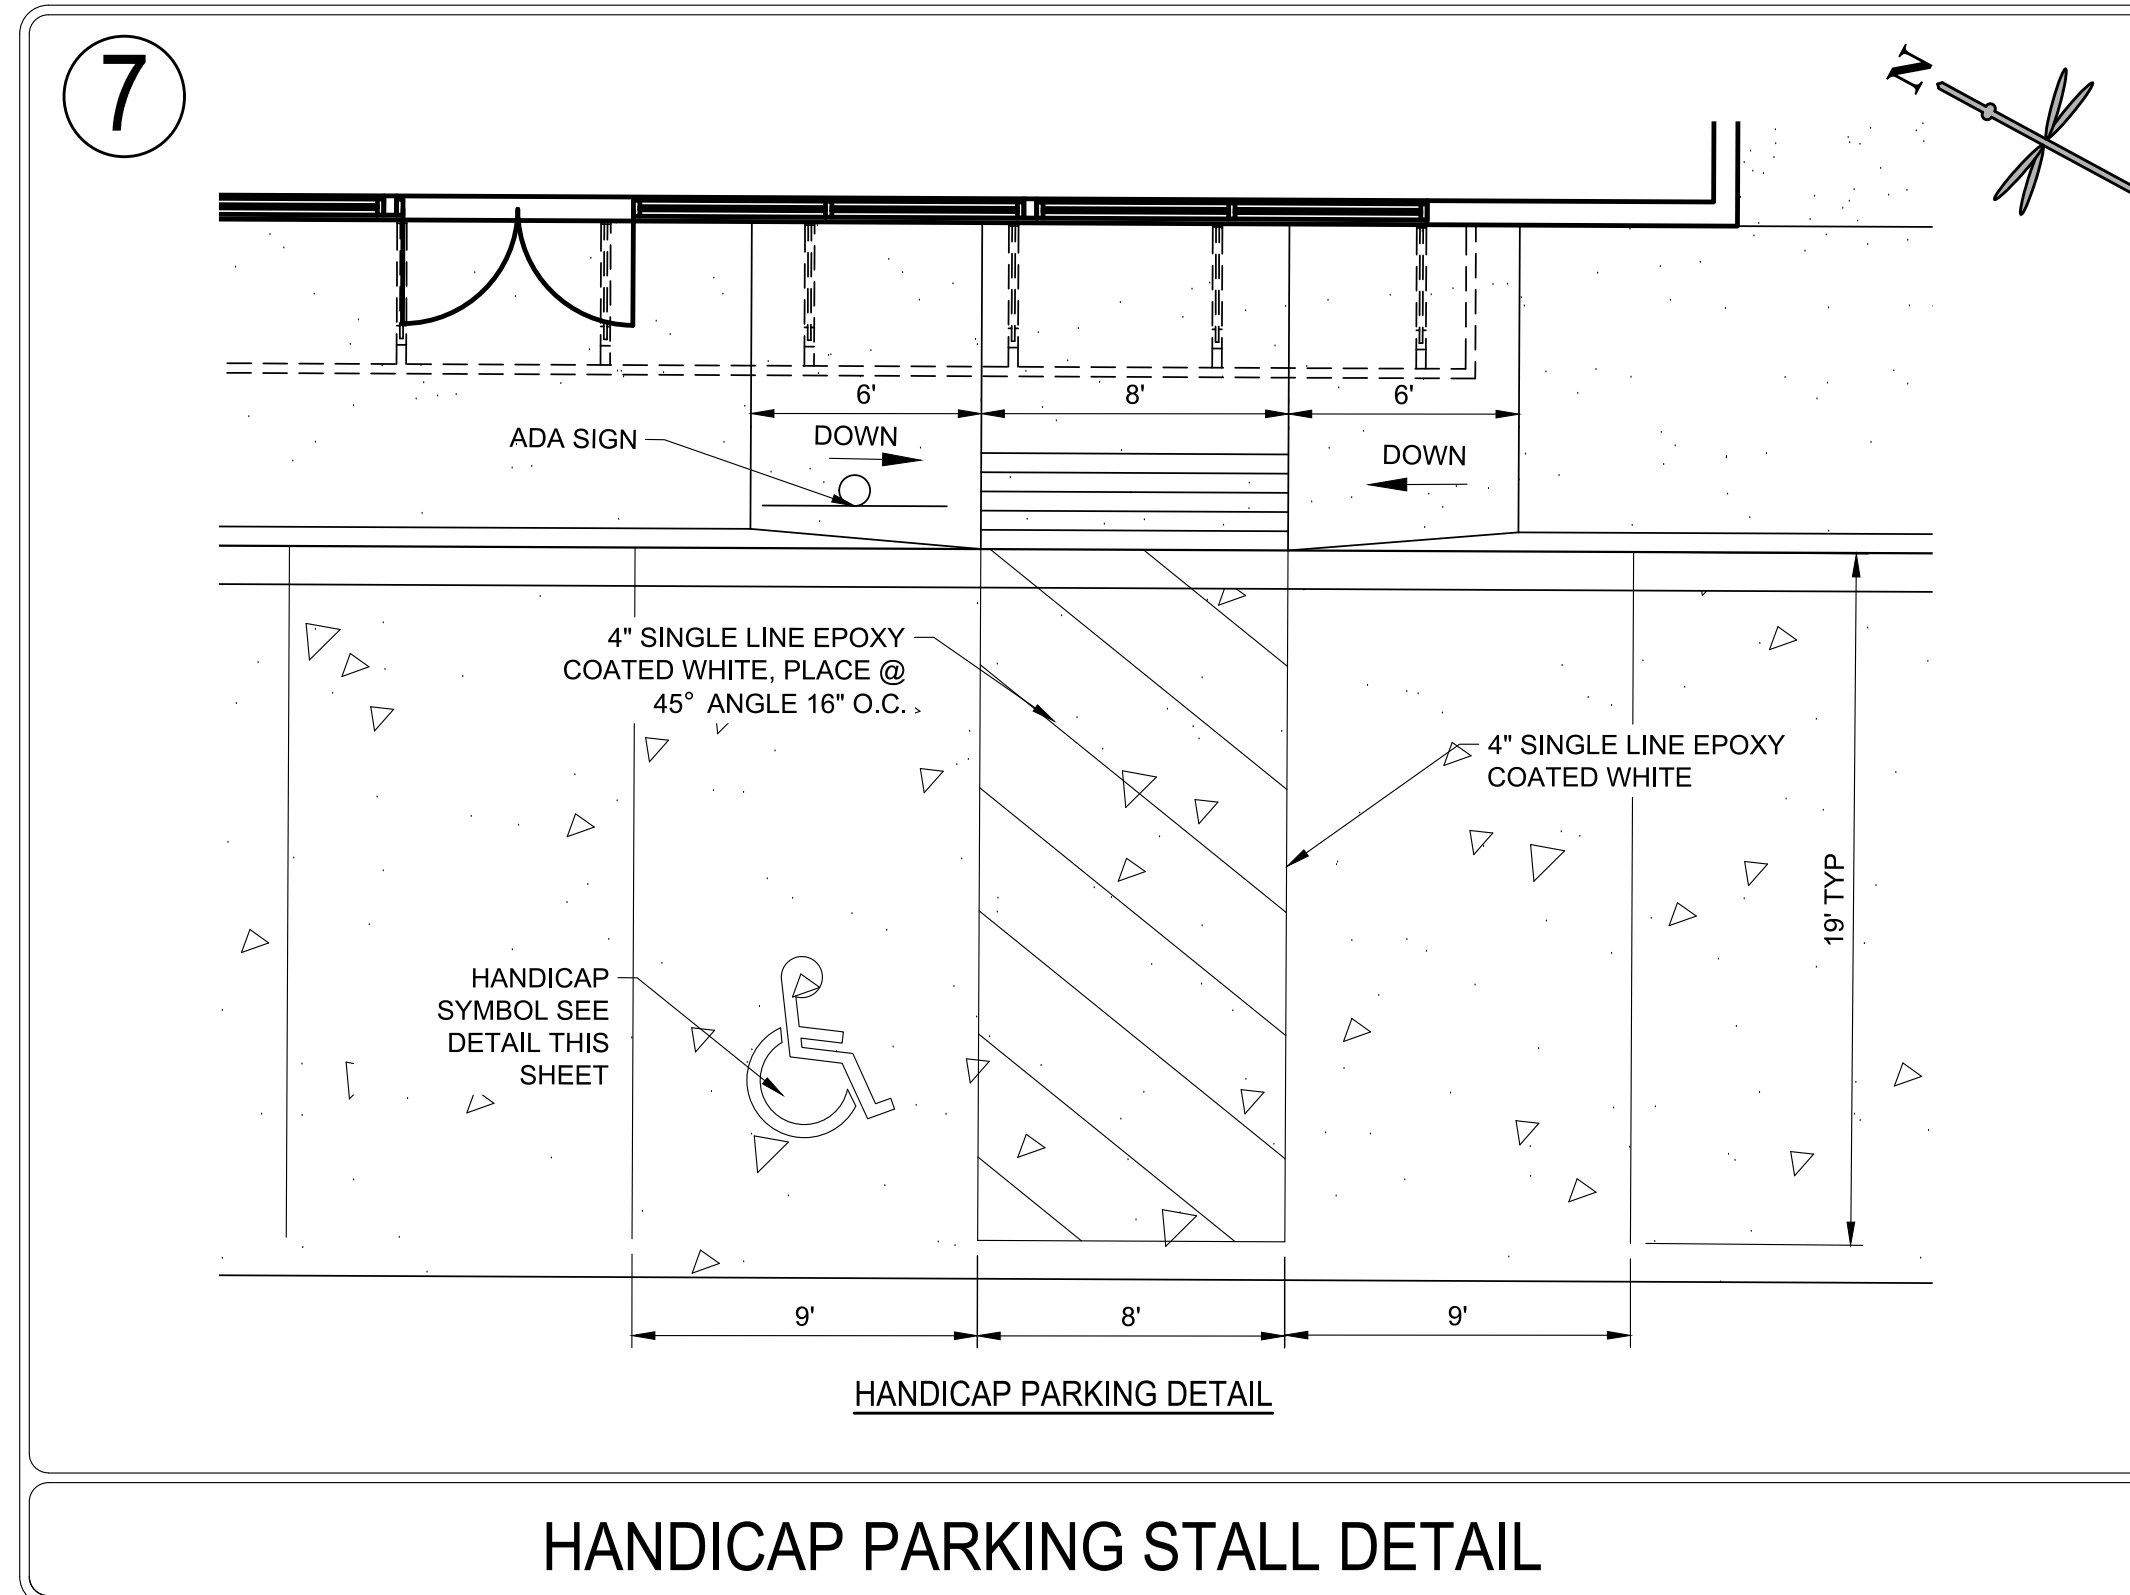 7
N
6'
8'
6'
ADA SIGN
DOWN
DOWN
4" SINGLE LINE EPOXY
COATED WHITE, PLACE @
45° ANGLE 16" O.C.
4" SINGLE LINE EPOXY
COATED WHITE
19' TYP
HANDICAP
SYMBOL SEE
DETAIL THIS
SHEET
9'
8'
9'
HANDICAP PARKING DETAIL
HANDICAP PARKING STALL DETAIL